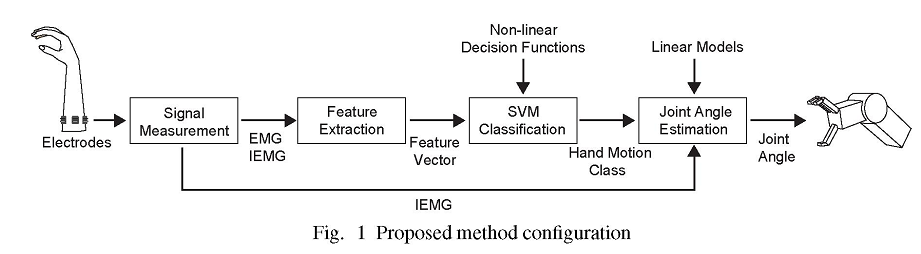 Non-linear
Decision Functions
Linear Models
Signal
Measurement
Feature
Extraction
SVM
Classification
Joint Angle
Estimation
Electrodes
EMG
IEMG
Feature
Vector
Hand Motion
Class
Joint
Angle
IEMG
Fig. 1 Proposed method configuration